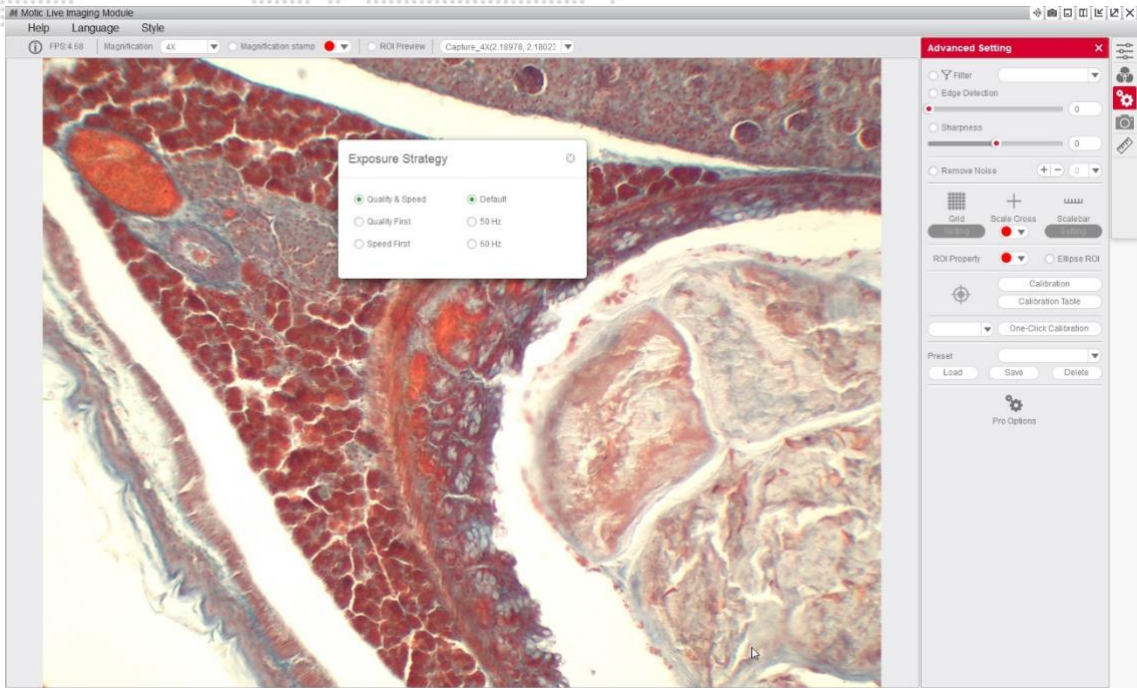 Motic Live Imaging Module
Help Language Style
FPS:4.68 Magnification 4X Magnification stamp ROI Preview Capture_4X(2.18978, 2.1802
Exposure Strategy
Quality & Speed Default
Quality First 50 Hz
Speed First 60 Hz
Advanced Setting
Filter
Edge Detection
0
Sharpness
0
Remove Noise + − 0
Grid Scale Cross Scalebar
Setting Setting
ROI Property Ellipse ROI
Calibration
Calibration Table
One-Click Calibration
Preset
Load Save Delete
Pro Options